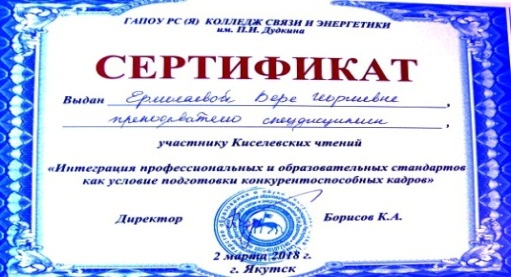 ГАПОУ РС (Я) КОЛЛЕДЖ СВЯЗИ И ЭНЕРГЕТИКИ
им. П.И. Дудкина
СЕРТИФИКАТ
Выдан Ермолаевой Вере Георгиевне,
преподавателю спецдисциплин,
участнику Киселевских чтений
«Интеграция профессиональных и образовательных стандартов
как условие подготовки конкурентоспособных кадров»
Директор Борисов К.А.
2 марта 2018 г.
г. Якутск